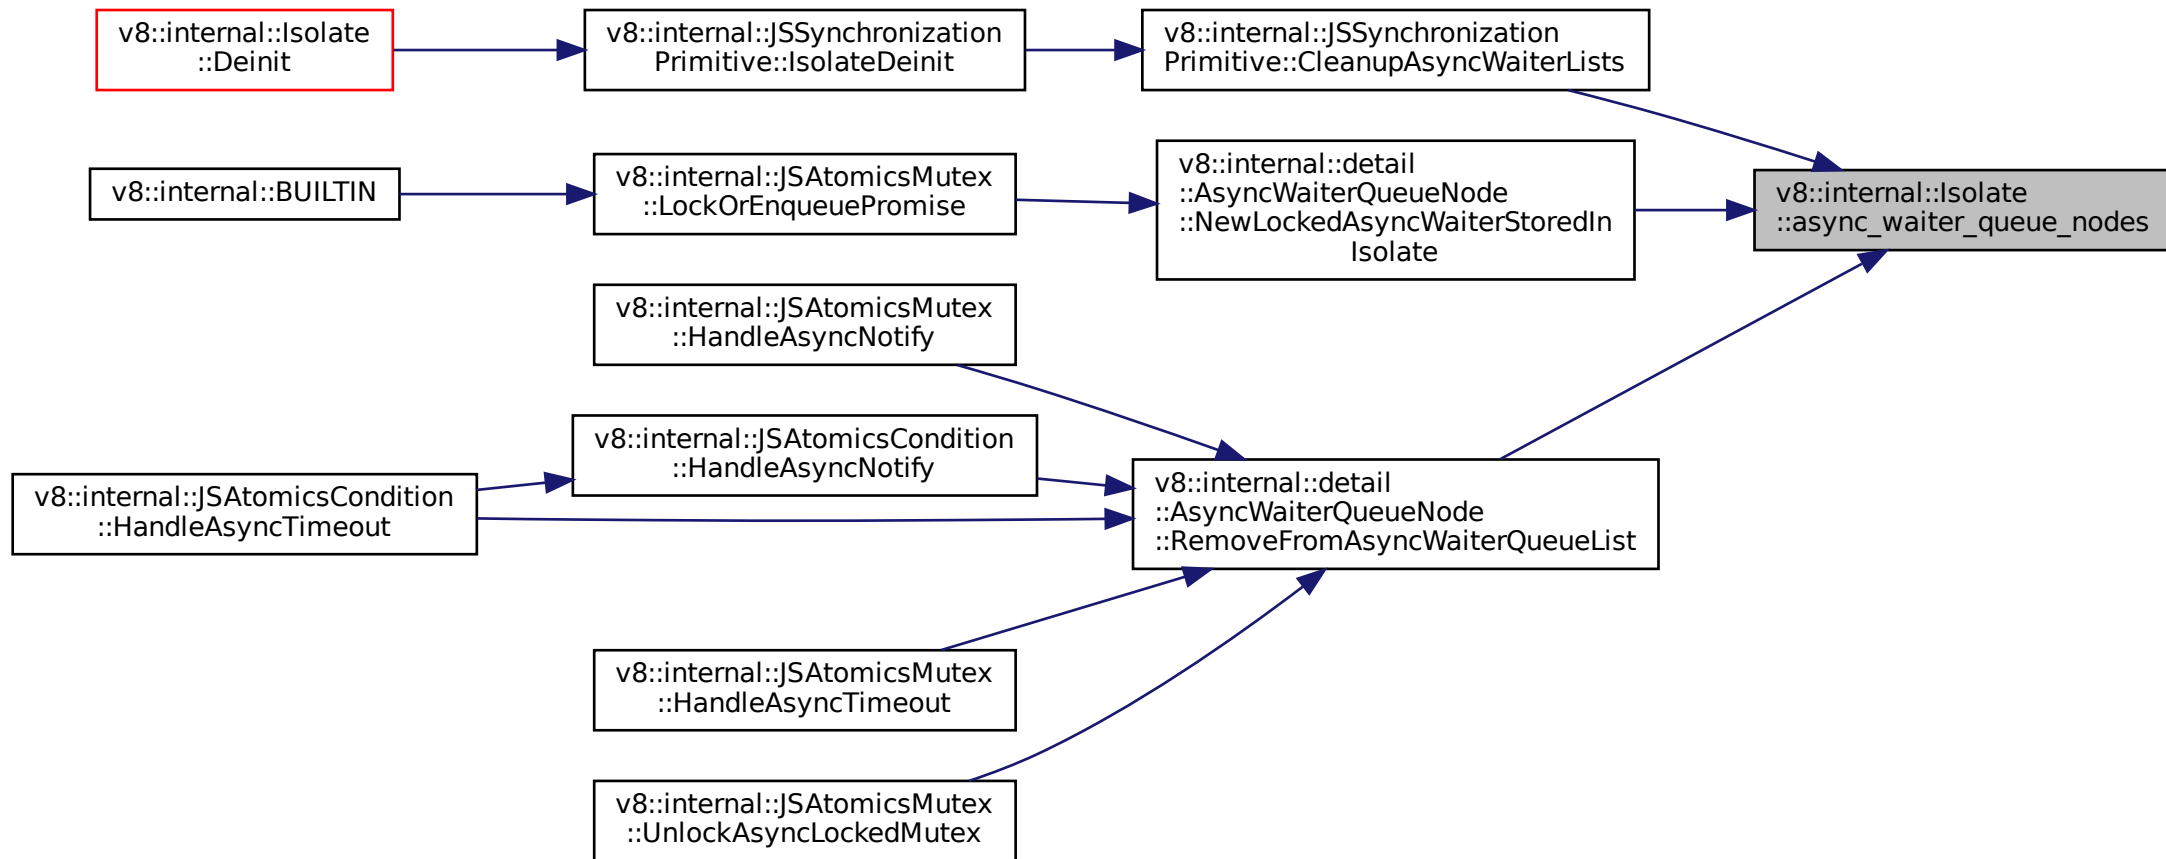 v8::internal::Isolate
::Deinit
v8::internal::JSSynchronization
Primitive::IsolateDeinit
v8::internal::JSSynchronization
Primitive::CleanupAsyncWaiterLists
v8::internal::BUILTIN
v8::internal::JSAtomicsMutex
::LockOrEnqueuePromise
v8::internal::detail
::AsyncWaiterQueueNode
::NewLockedAsyncWaiterStoredIn
Isolate
v8::internal::Isolate
::async_waiter_queue_nodes
v8::internal::JSAtomicsMutex
::HandleAsyncNotify
v8::internal::JSAtomicsCondition
::HandleAsyncNotify
v8::internal::JSAtomicsCondition
::HandleAsyncTimeout
v8::internal::detail
::AsyncWaiterQueueNode
::RemoveFromAsyncWaiterQueueList
v8::internal::JSAtomicsMutex
::HandleAsyncTimeout
v8::internal::JSAtomicsMutex
::UnlockAsyncLockedMutex